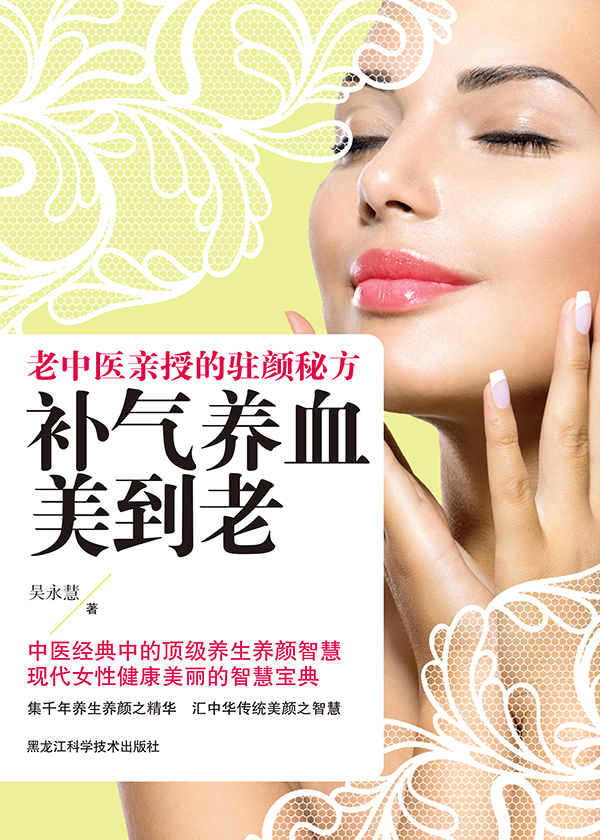 老中医亲授的驻颜秘方
补气养血
美到老
吴永慧
著
中医经典中的顶级养生养颜智慧
现代女性健康美丽的智慧宝典
集千年养生养颜之精华 汇中华传统美颜之智慧
黑龙江科学技术出版社